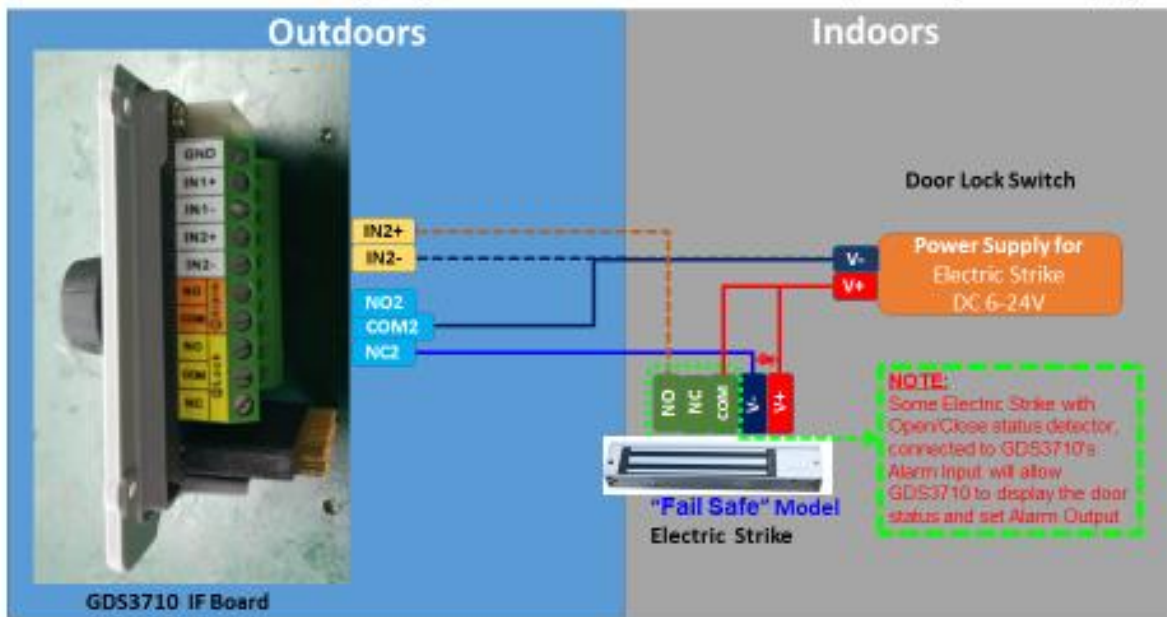 Outdoors
Indoors
GND
IN1+
IN1-
IN2+
IN2-
NO
COM
NO
COM
NC
IN2+
IN2-
NO2
COM2
NC2
Door Lock Switch
V-
V+
Power Supply for
Electric Strike
DC 6-24V
NO
NC
COM
V-
V+
"Fail Safe" Model
Electric Strike
NOTE:
Some Electric Strike with
Open/Close status detector,
connected to GDS3710's
Alarm Input will allow
GDS3710 to display the door
status and set Alarm Output
GDS3710 IF Board